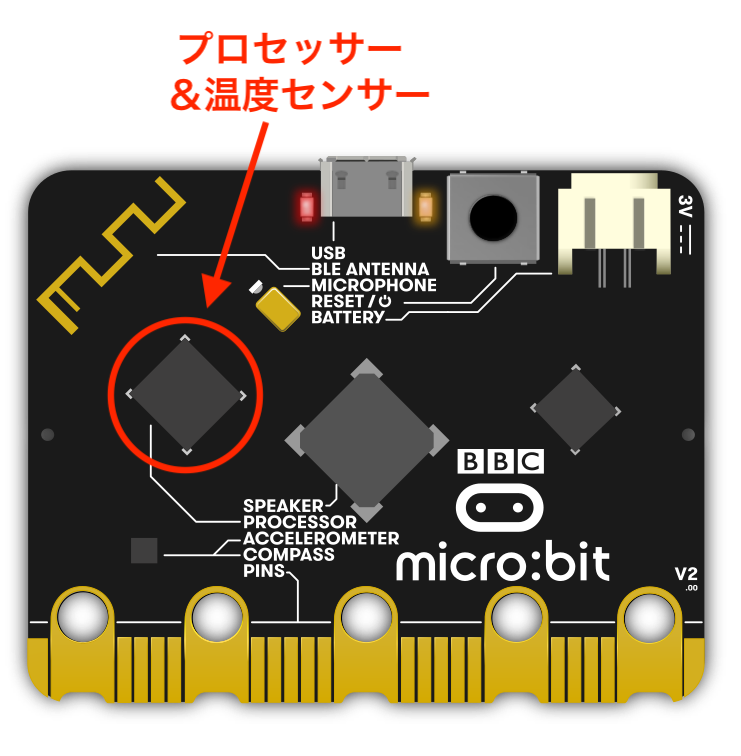 プロセッサー
＆温度センサー
3V
USB
BLE ANTENNA
MICROPHONE
RESET /
BATTERY
BBC
SPEAKER
PROCESSOR
ACCELEROMETER
COMPASS
PINS
micro:bit
V2
.00